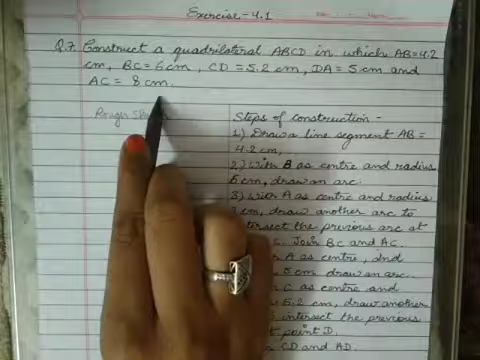 Exercise-4.1
Q.7. Construct a quadrilateral ABCD in which AB=4.2
cm, BC=6cm, CD=5.2 cm, DA=5 cm and
AC = 8 cm.
Rough
Steps of construction -
1) Draw a line segment AB=
4.2 cm,
2) With B as centre and radius
6cm, draw an arc.
3) With A as centre and radius
cm, draw another arc to
intersect the previous arc at
Join BC and AC.
A as centre, and
5 cm draw an arc.
C as centre and
5.2 cm, draw another
intersect the previous
point D.
CD and AD.